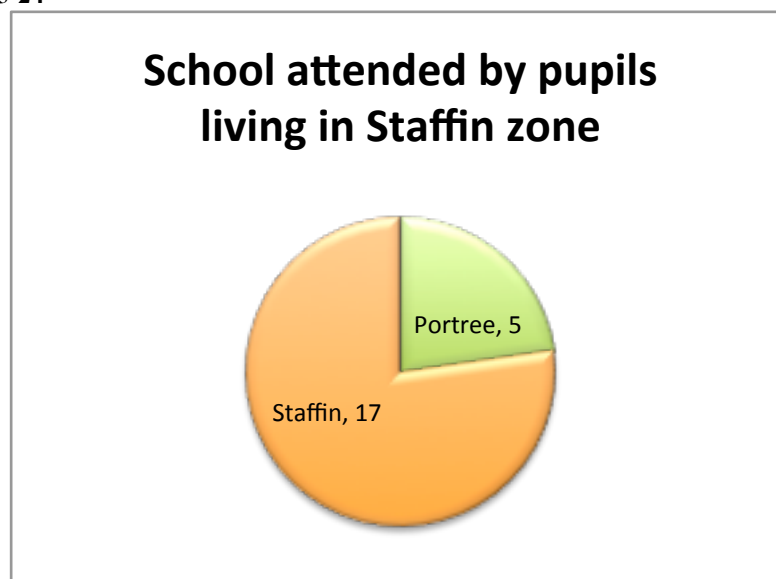 School attended by pupils
living in Staffin zone
Portree, 5
Staffin, 17